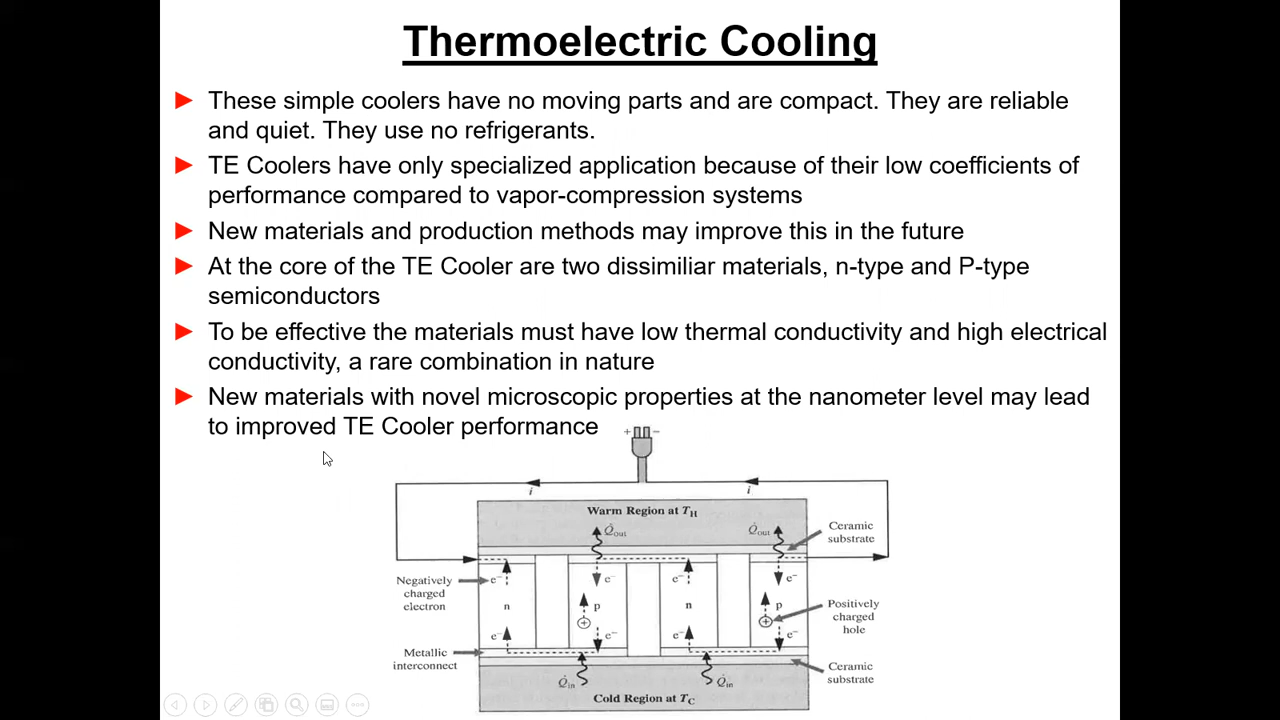 Thermoelectric Cooling
These simple coolers have no moving parts and are compact. They are reliable
and quiet. They use no refrigerants.
TE Coolers have only specialized application because of their low coefficients of
performance compared to vapor-compression systems
New materials and production methods may improve this in the future
At the core of the TE Cooler are two dissimiliar materials, n-type and P-type
semiconductors
To be effective the materials must have low thermal conductivity and high electrical
conductivity, a rare combination in nature
New materials with novel microscopic properties at the nanometer level may lead
to improved TE Cooler performance
+ −
i i
Warm Region at T_H
Q̇_out Q̇_out
Ceramic
substrate
Negatively
charged
electron
e⁻ e⁻ e⁻ e⁻
n p n p
Positively
charged
hole
e⁻ e⁻ e⁻ e⁻
Metallic
interconnect
Q̇_in Q̇_in
Ceramic
substrate
Cold Region at T_C